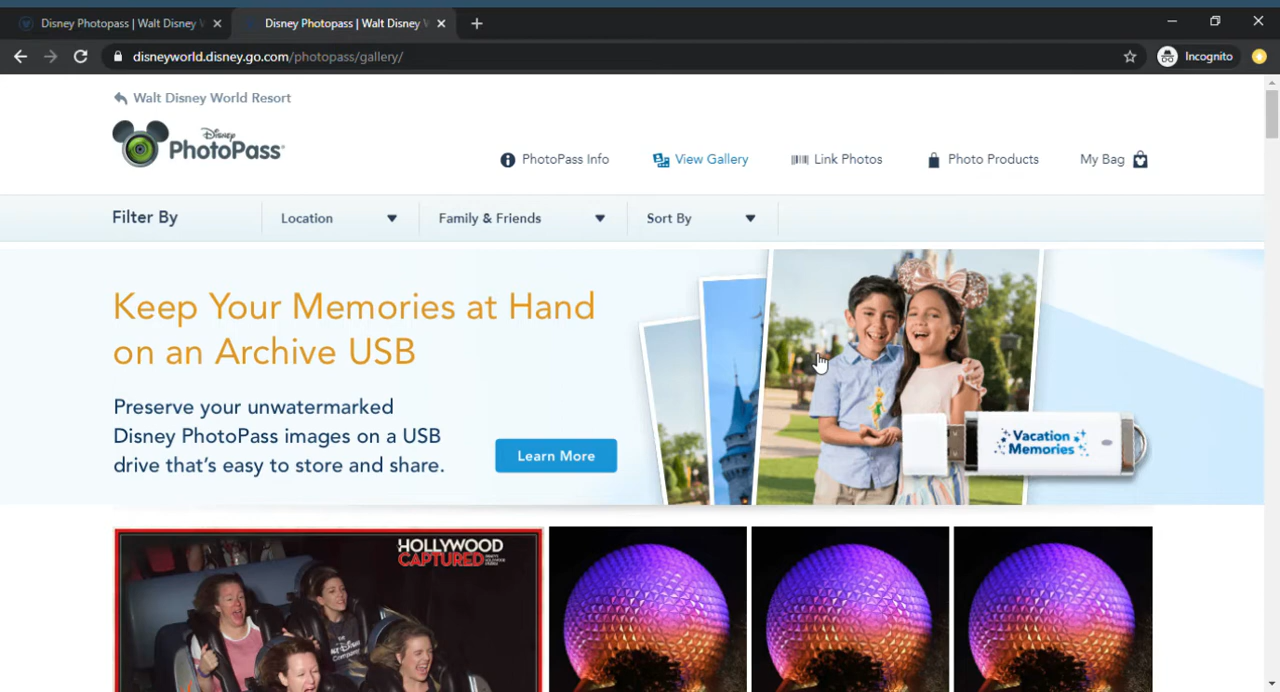 Disney Photopass | Walt Disney W
Disney Photopass | Walt Disney W
disneyworld.disney.go.com/photopass/gallery/
Incognito
Walt Disney World Resort
Disney
PhotoPass
PhotoPass Info
View Gallery
Link Photos
Photo Products
My Bag
Filter By
Location
Family & Friends
Sort By
Keep Your Memories at Hand
on an Archive USB
Preserve your unwatermarked
Disney PhotoPass images on a USB
drive that's easy to store and share.
Learn More
Vacation
Memories
HOLLYWOOD
CAPTURED